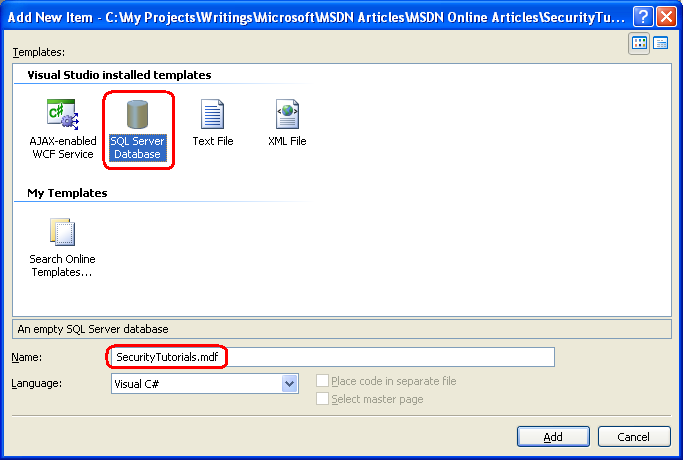 Add New Item - C:\My Projects\Writings\Microsoft\MSDN Articles\MSDN Online Articles\SecurityTu...
Templates:
Visual Studio installed templates
AJAX-enabled
WCF Service
SQL Server
Database
Text File
XML File
My Templates
Search Online
Templates...
An empty SQL Server database
Name:
SecurityTutorials.mdf
Language:
Visual C#
Place code in separate file
Select master page
Add
Cancel